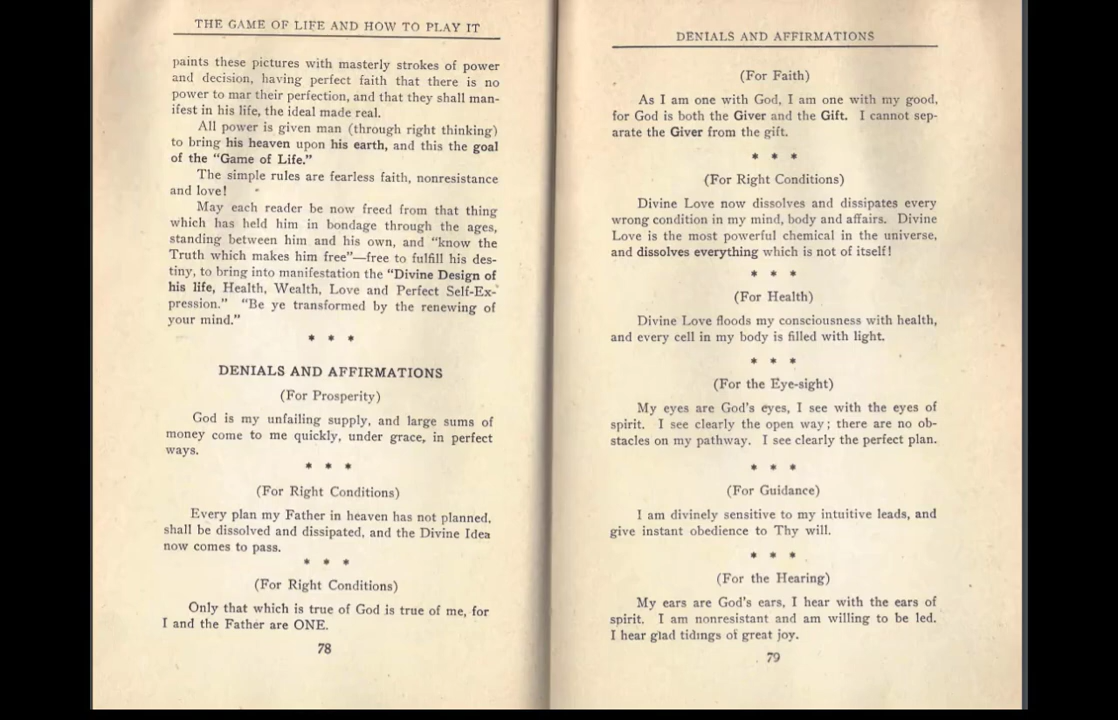 THE GAME OF LIFE AND HOW TO PLAY IT
paints these pictures with masterly strokes of power
and decision, having perfect faith that there is no
power to mar their perfection, and that they shall man-
ifest in his life, the ideal made real.
All power is given man (through right thinking)
to bring his heaven upon his earth, and this the goal
of the "Game of Life."
The simple rules are fearless faith, nonresistance
and love!
May each reader be now freed from that thing
which has held him in bondage through the ages,
standing between him and his own, and "know the
Truth which makes him free"—free to fulfill his des-
tiny, to bring into manifestation the "Divine Design of
his life, Health, Wealth, Love and Perfect Self-Ex-
pression." "Be ye transformed by the renewing of
your mind."
* * *
DENIALS AND AFFIRMATIONS
(For Prosperity)
God is my unfailing supply, and large sums of
money come to me quickly, under grace, in perfect
ways.
* * *
(For Right Conditions)
Every plan my Father in heaven has not planned,
shall be dissolved and dissipated, and the Divine Idea
now comes to pass.
* * *
(For Right Conditions)
Only that which is true of God is true of me, for
I and the Father are ONE.
78
DENIALS AND AFFIRMATIONS
(For Faith)
As I am one with God, I am one with my good,
for God is both the Giver and the Gift. I cannot sep-
arate the Giver from the gift.
* * *
(For Right Conditions)
Divine Love now dissolves and dissipates every
wrong condition in my mind, body and affairs. Divine
Love is the most powerful chemical in the universe,
and dissolves everything which is not of itself!
* * *
(For Health)
Divine Love floods my consciousness with health,
and every cell in my body is filled with light.
* * *
(For the Eye-sight)
My eyes are God's eyes, I see with the eyes of
spirit. I see clearly the open way; there are no ob-
stacles on my pathway. I see clearly the perfect plan.
* * *
(For Guidance)
I am divinely sensitive to my intuitive leads, and
give instant obedience to Thy will.
* * *
(For the Hearing)
My ears are God's ears, I hear with the ears of
spirit. I am nonresistant and am willing to be led.
I hear glad tidings of great joy.
79